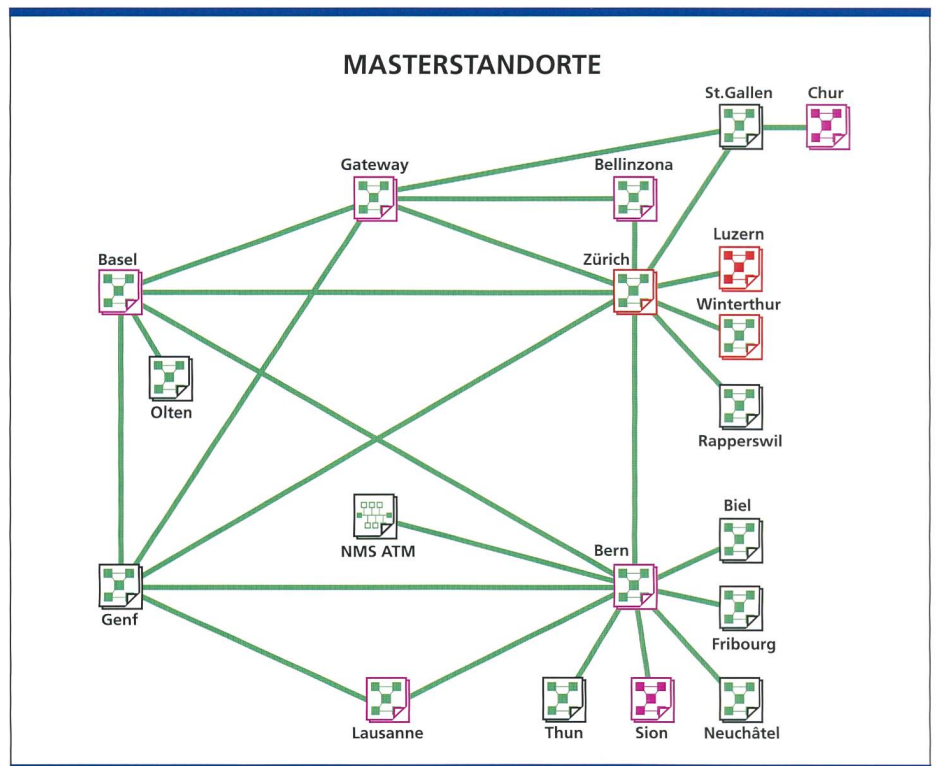 MASTERSTANDORTE
St.Gallen
Chur
Gateway
Bellinzona
Luzern
Basel
Zürich
Winterthur
Olten
Rapperswil
Biel
NMS ATM
Bern
Genf
Fribourg
Lausanne
Thun
Sion
Neuchâtel